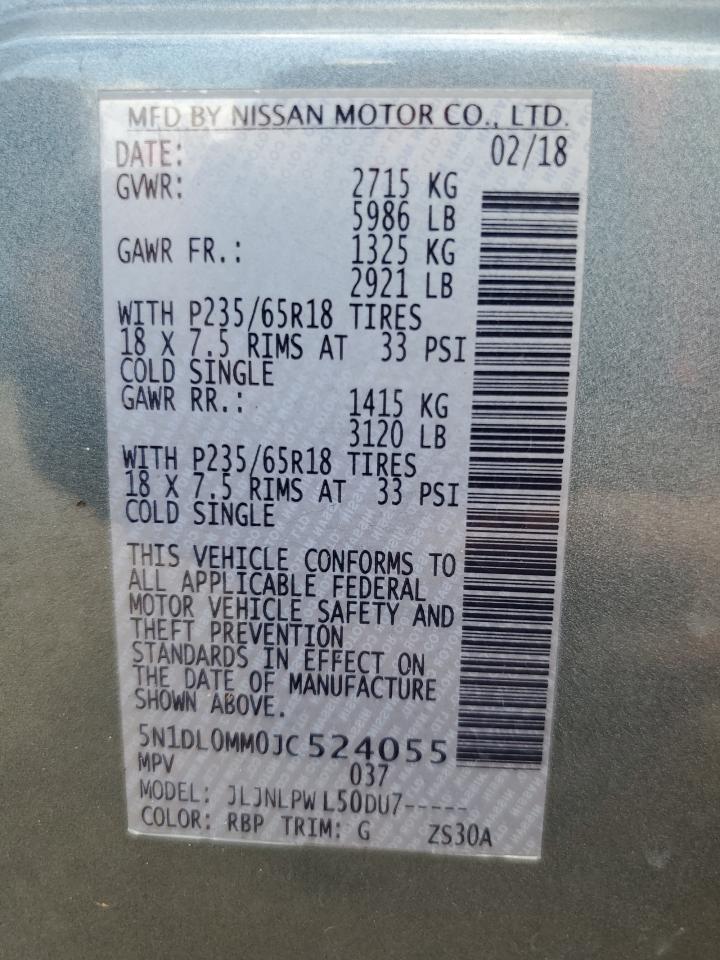 MFD BY NISSAN MOTOR CO., LTD.
DATE: 02/18
GVWR: 2715 KG
5986 LB
GAWR FR.: 1325 KG
2921 LB
WITH P235/65R18 TIRES
18 X 7.5 RIMS AT 33 PSI
COLD SINGLE
GAWR RR.: 1415 KG
3120 LB
WITH P235/65R18 TIRES
18 X 7.5 RIMS AT 33 PSI
COLD SINGLE
THIS VEHICLE CONFORMS TO
ALL APPLICABLE FEDERAL
MOTOR VEHICLE SAFETY AND
THEFT PREVENTION
STANDARDS IN EFFECT ON
THE DATE OF MANUFACTURE
SHOWN ABOVE.
5N1DL0MM0JC524055
MPV 037
MODEL: JLJNLPW L50DU7-----
COLOR: RBP TRIM: G ZS30A